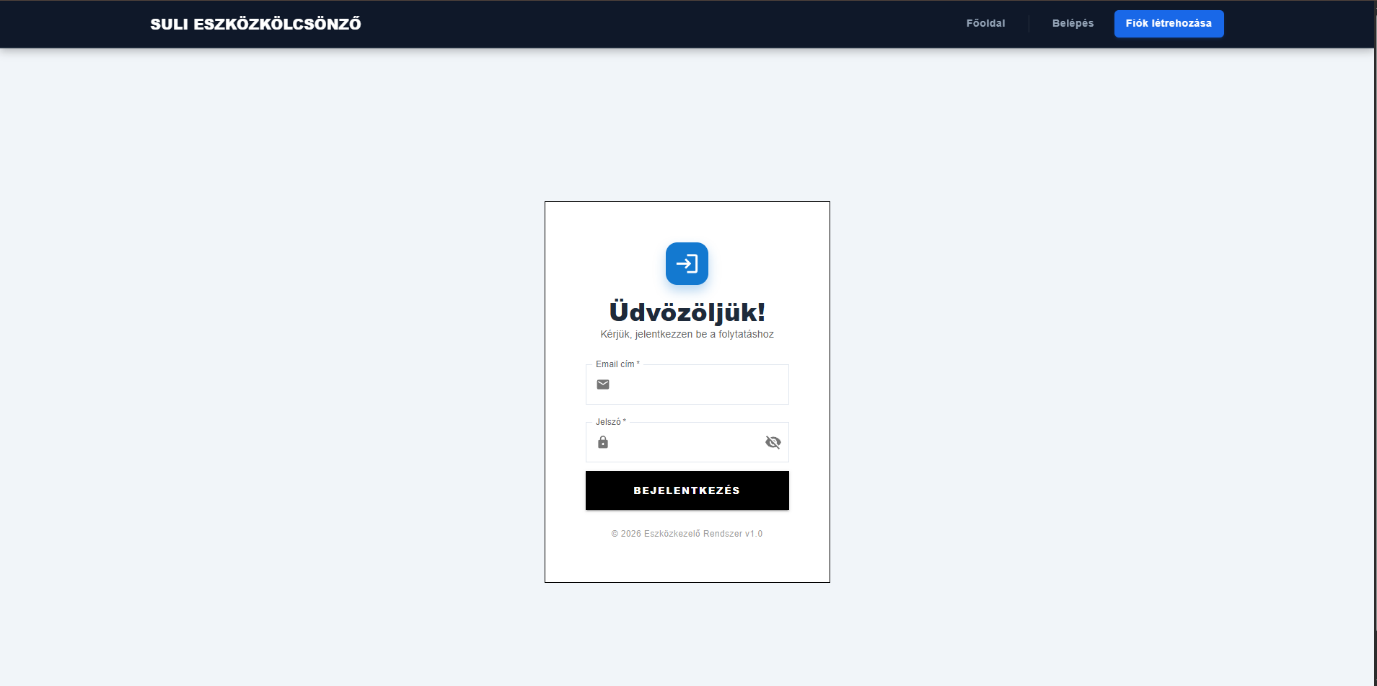 SULI ESZKÖZKÖLCSÖNZŐ
Főoldal
Belépés
Fiók létrehozása
Üdvözöljük!
Kérjük, jelentkezzen be a folytatáshoz
Email cím *
Jelszó *
BEJELENTKEZÉS
© 2026 Eszközkezelő Rendszer v1.0